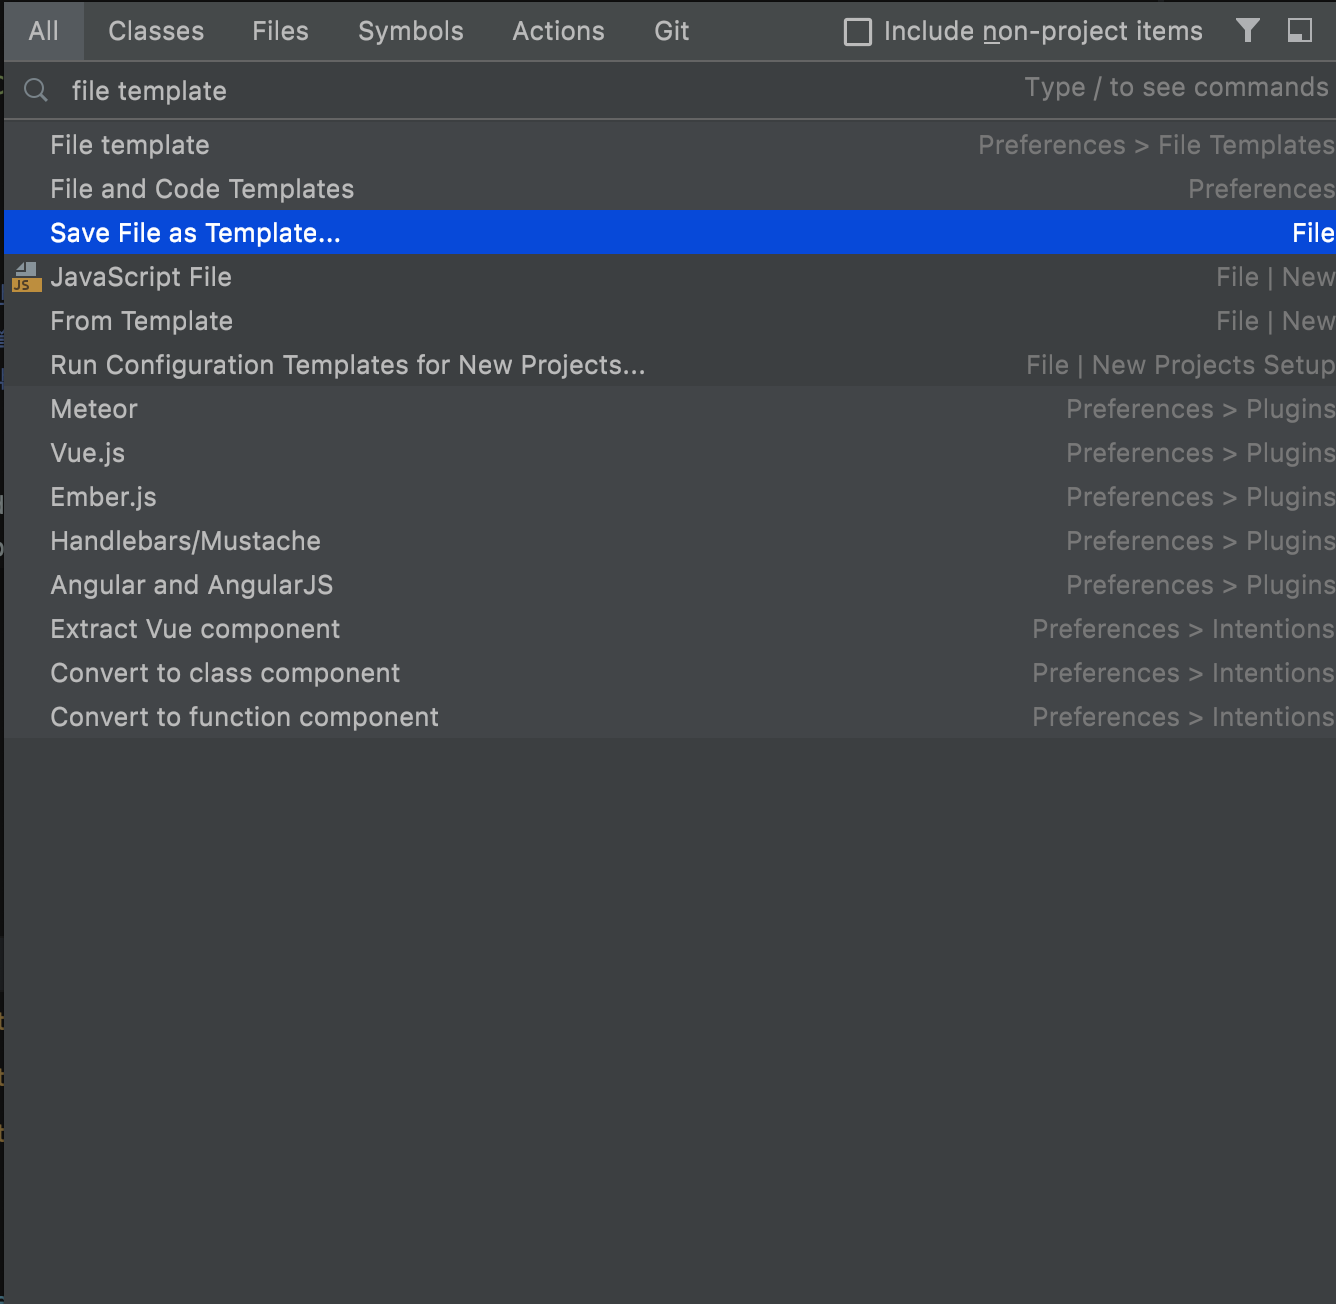 All Classes Files Symbols Actions Git Include non-project items
file template Type / to see commands
File template Preferences > File Templates
File and Code Templates Preferences
Save File as Template... File
JS JavaScript File File | New
From Template File | New
Run Configuration Templates for New Projects... File | New Projects Setup
Meteor Preferences > Plugins
Vue.js Preferences > Plugins
Ember.js Preferences > Plugins
Handlebars/Mustache Preferences > Plugins
Angular and AngularJS Preferences > Plugins
Extract Vue component Preferences > Intentions
Convert to class component Preferences > Intentions
Convert to function component Preferences > Intentions